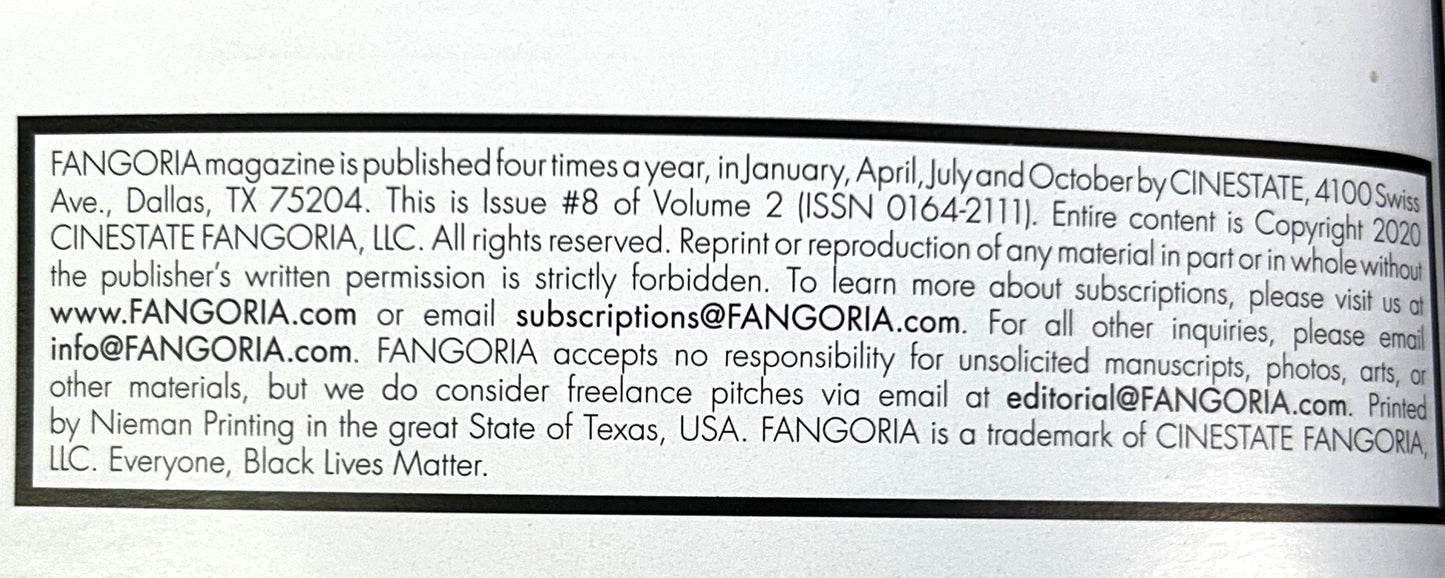 FANGORIA magazine is published four times a year, in January, April, July and October by CINESTATE, 4100 Swiss
Ave., Dallas, TX 75204. This is Issue #8 of Volume 2 (ISSN 0164-2111). Entire content is Copyright 2020
CINESTATE FANGORIA, LLC. All rights reserved. Reprint or reproduction of any material in part or in whole without
the publisher's written permission is strictly forbidden. To learn more about subscriptions, please visit us at
www.FANGORIA.com or email subscriptions@FANGORIA.com. For all other inquiries, please email
info@FANGORIA.com. FANGORIA accepts no responsibility for unsolicited manuscripts, photos, arts, or
other materials, but we do consider freelance pitches via email at editorial@FANGORIA.com. Printed
by Nieman Printing in the great State of Texas, USA. FANGORIA is a trademark of CINESTATE FANGORIA,
LLC. Everyone, Black Lives Matter.